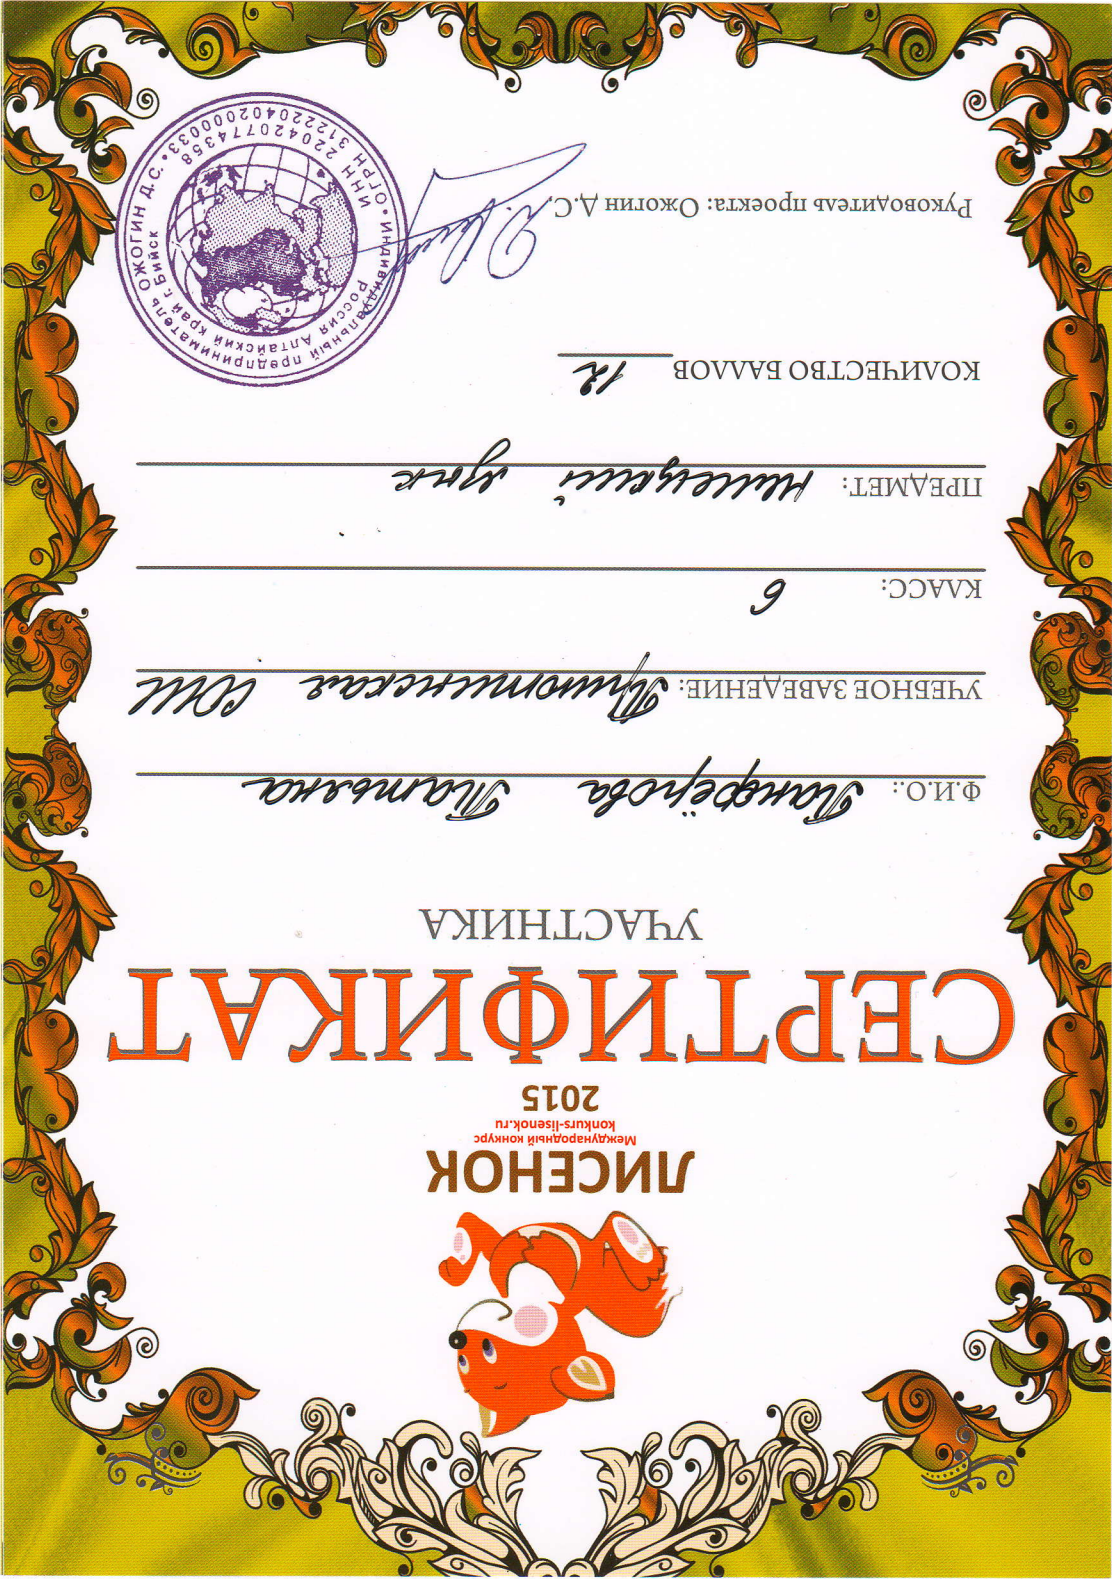 ЛИСЕНОК
Международный конкурс
konkurs-lisenok.ru
2015
СЕРТИФИКАТ
УЧАСТНИКА
Ф.И.О.: Панфёрова Татьяна
УЧЕБНОЕ ЗАВЕДЕНИЕ: Приютинская СОШ
КЛАСС: 6
ПРЕДМЕТ: немецкий язык
КОЛИЧЕСТВО БАЛЛОВ 12
Руководитель проекта: Ожогин Д.С.
Индивидуальный предприниматель ОЖОГИН Д.С. • ОГРН 312220402000033 •
Россия Алтайский край г. Бийск
ИНН 220420774358